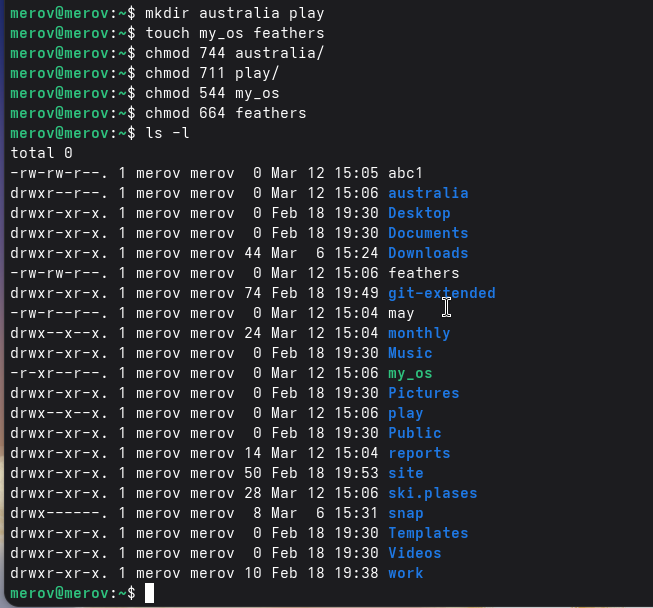 merov@merov:~$ mkdir australia play
merov@merov:~$ touch my_os feathers
merov@merov:~$ chmod 744 australia/
merov@merov:~$ chmod 711 play/
merov@merov:~$ chmod 544 my_os
merov@merov:~$ chmod 664 feathers
merov@merov:~$ ls -l
total 0
-rw-rw-r--. 1 merov merov  0 Mar 12 15:05 abc1
drwxr--r--. 1 merov merov  0 Mar 12 15:06 australia
drwxr-xr-x. 1 merov merov  0 Feb 18 19:30 Desktop
drwxr-xr-x. 1 merov merov  0 Feb 18 19:30 Documents
drwxr-xr-x. 1 merov merov 44 Mar  6 15:24 Downloads
-rw-rw-r--. 1 merov merov  0 Mar 12 15:06 feathers
drwxr-xr-x. 1 merov merov 74 Feb 18 19:49 git-extended
-rw-r--r--. 1 merov merov  0 Mar 12 15:04 may
drwx--x--x. 1 merov merov 24 Mar 12 15:04 monthly
drwxr-xr-x. 1 merov merov  0 Feb 18 19:30 Music
-r-xr--r--. 1 merov merov  0 Mar 12 15:06 my_os
drwxr-xr-x. 1 merov merov  0 Feb 18 19:30 Pictures
drwx--x--x. 1 merov merov  0 Mar 12 15:06 play
drwxr-xr-x. 1 merov merov  0 Feb 18 19:30 Public
drwxr-xr-x. 1 merov merov 14 Mar 12 15:04 reports
drwxr-xr-x. 1 merov merov 50 Feb 18 19:53 site
drwxr-xr-x. 1 merov merov 28 Mar 12 15:06 ski.plases
drwx------. 1 merov merov  8 Mar  6 15:31 snap
drwxr-xr-x. 1 merov merov  0 Feb 18 19:30 Templates
drwxr-xr-x. 1 merov merov  0 Feb 18 19:30 Videos
drwxr-xr-x. 1 merov merov 10 Feb 18 19:38 work
merov@merov:~$